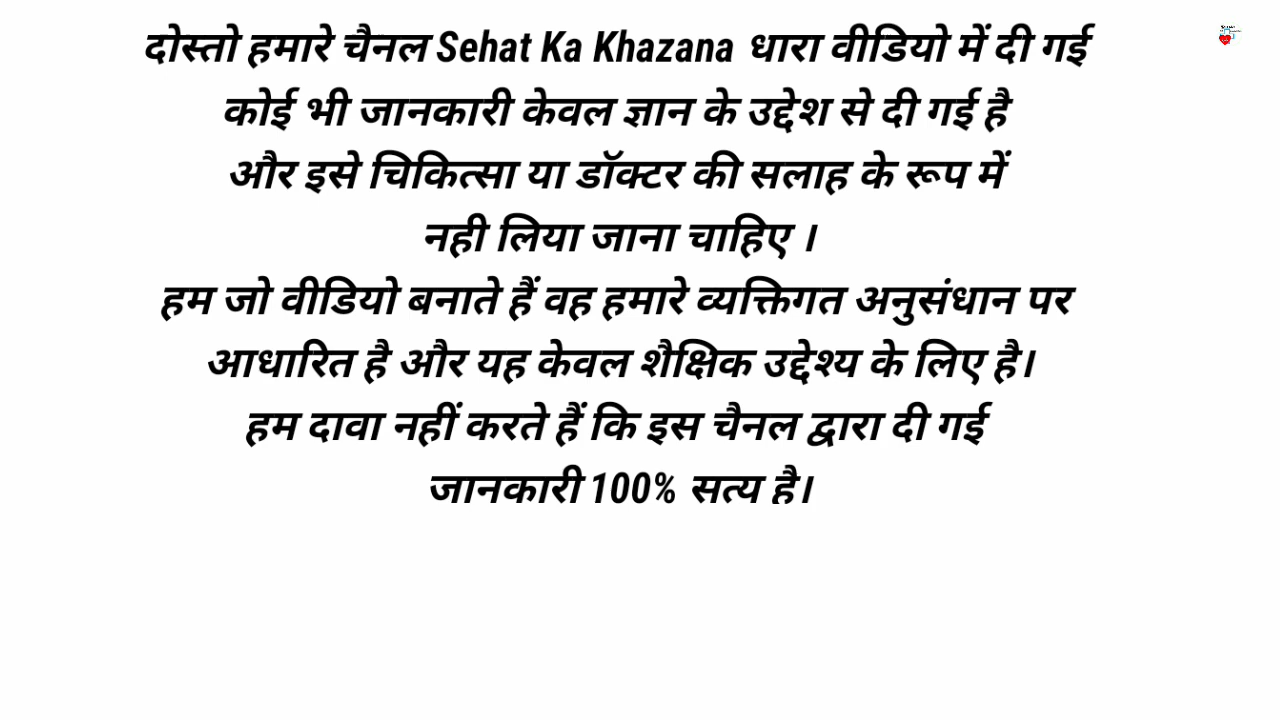 दोस्तो हमारे चैनल Sehat Ka Khazana धारा वीडियो में दी गई
कोई भी जानकारी केवल ज्ञान के उद्देश से दी गई है
और इसे चिकित्सा या डॉक्टर की सलाह के रूप में
नही लिया जाना चाहिए ।
हम जो वीडियो बनाते हैं वह हमारे व्यक्तिगत अनुसंधान पर
आधारित है और यह केवल शैक्षिक उद्देश्य के लिए है।
हम दावा नहीं करते हैं कि इस चैनल द्वारा दी गई
जानकारी 100% सत्य है।